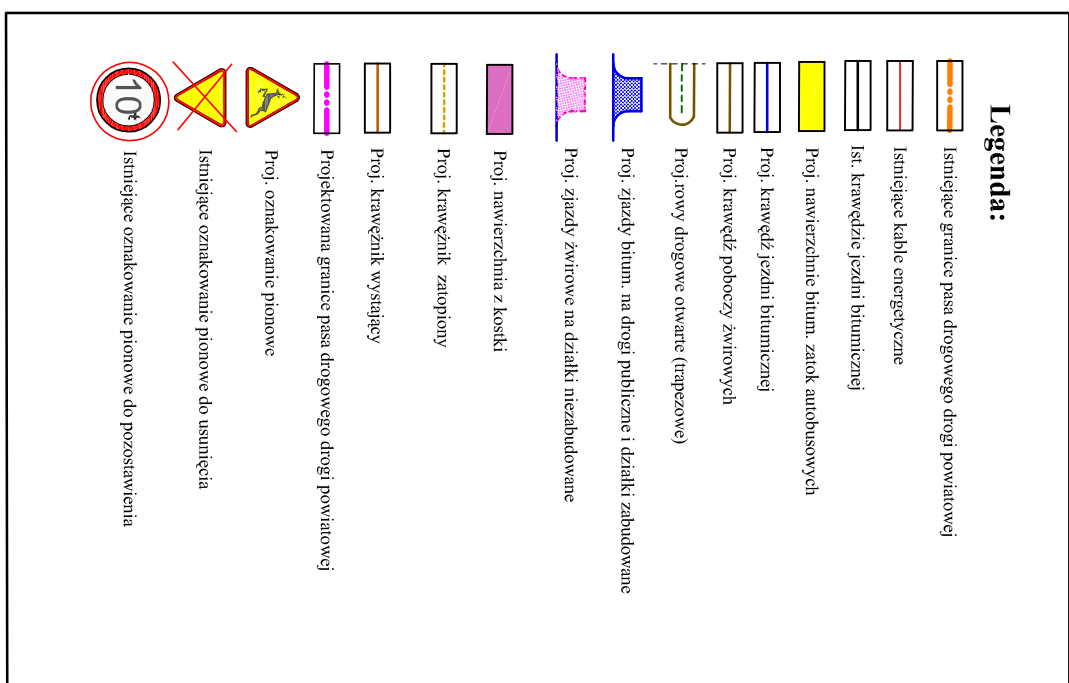 Legenda:
Istniejące granice pasa drogowego drogi powiatowej
Istniejące kable energetyczne
Ist. krawędzie jezdni bitumicznej
Proj. nawierzchnie bitum. zatok autobusowych
Proj. krawędź jezdni bitumicznej
Proj. krawędź poboczy żwirowych
Proj.rowy drogowe otwarte (trapezowe)
Proj. zjazdy bitum. na drogi publiczne i działki zabudowane
Proj. zjazdy żwirowe na działki niezabudowane
Proj. nawierzchnia z kostki
Proj. krawężnik zatopiony
Proj. krawężnik wystający
Projektowana granice pasa drogowego drogi powiatowej
Proj. oznakowanie pionowe
Istniejące oznakowanie pionowe do usunięcia
10t
Istniejące oznakowanie pionowe do pozostawienia